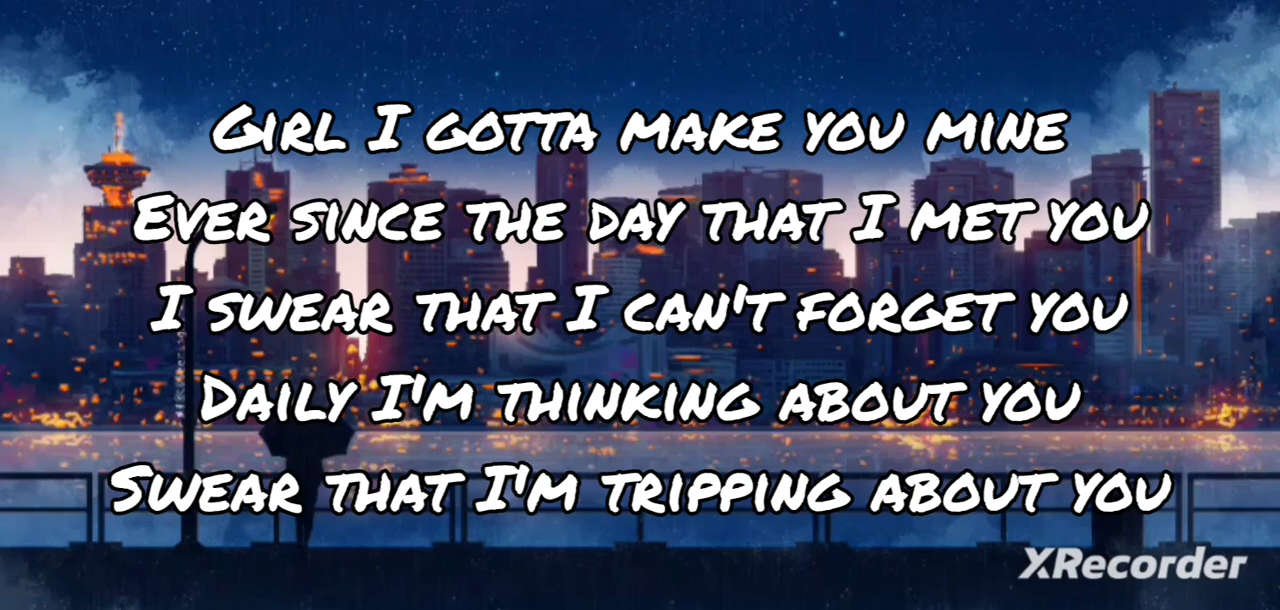 Girl I gotta make you mine
Ever since the day that I met you
I swear that I can't forget you
Daily I'm thinking about you
Swear that I'm tripping about you
XRecorder